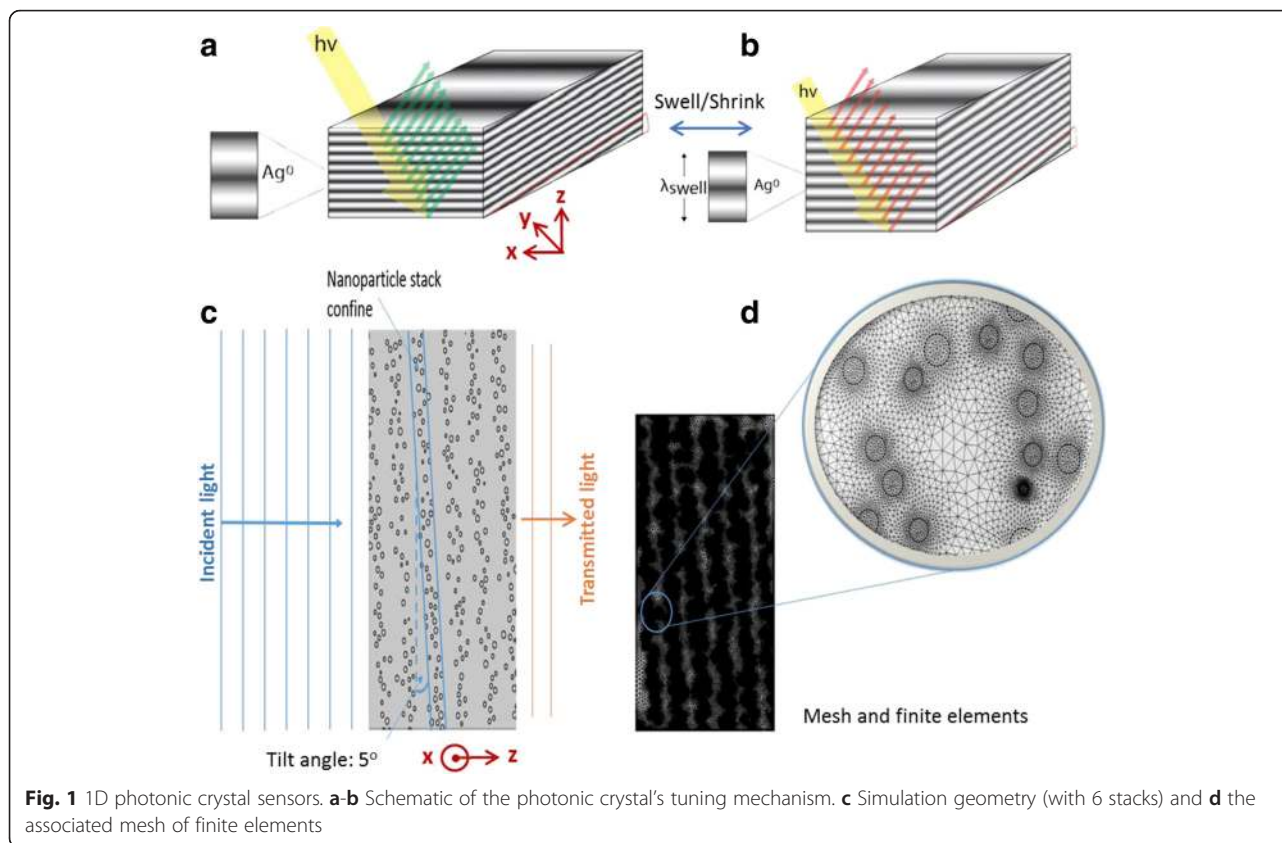 a
hν
Ag⁰
z
y
x
Swell/Shrink
b
hν
λswell
Ag⁰
Nanoparticle stack
confine
c
Incident light
Transmitted light
Tilt angle: 5°
x
z
d
Mesh and finite elements
Fig. 1 1D photonic crystal sensors. a-b Schematic of the photonic crystal's tuning mechanism. c Simulation geometry (with 6 stacks) and d the
associated mesh of finite elements